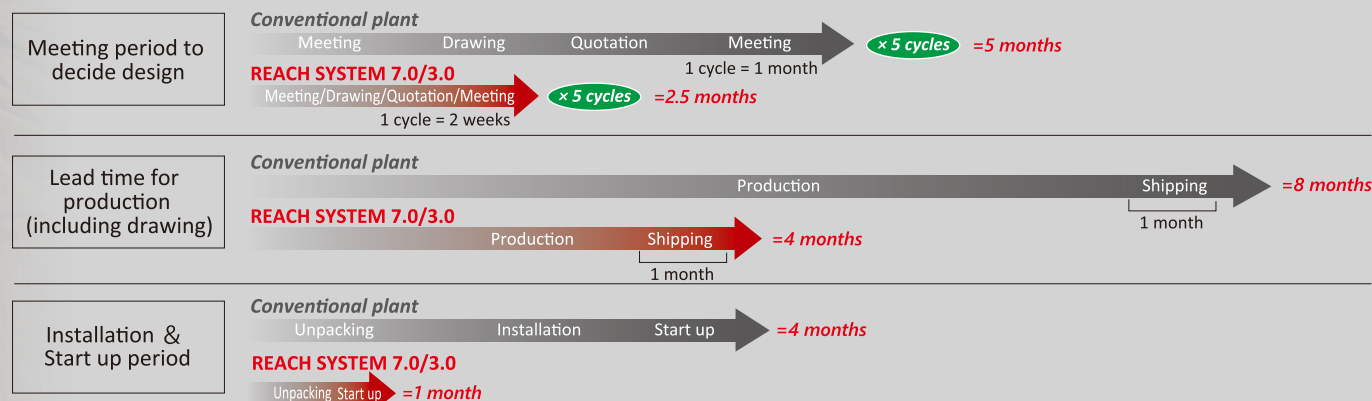 Meeting period to
decide design
Conventional plant
Meeting Drawing Quotation Meeting
× 5 cycles =5 months
1 cycle = 1 month
REACH SYSTEM 7.0/3.0
Meeting/Drawing/Quotation/Meeting
× 5 cycles =2.5 months
1 cycle = 2 weeks
Lead time for
production
(including drawing)
Conventional plant
Production Shipping =8 months
1 month
REACH SYSTEM 7.0/3.0
Production Shipping =4 months
1 month
Installation &
Start up period
Conventional plant
Unpacking Installation Start up =4 months
REACH SYSTEM 7.0/3.0
Unpacking Start up =1 month